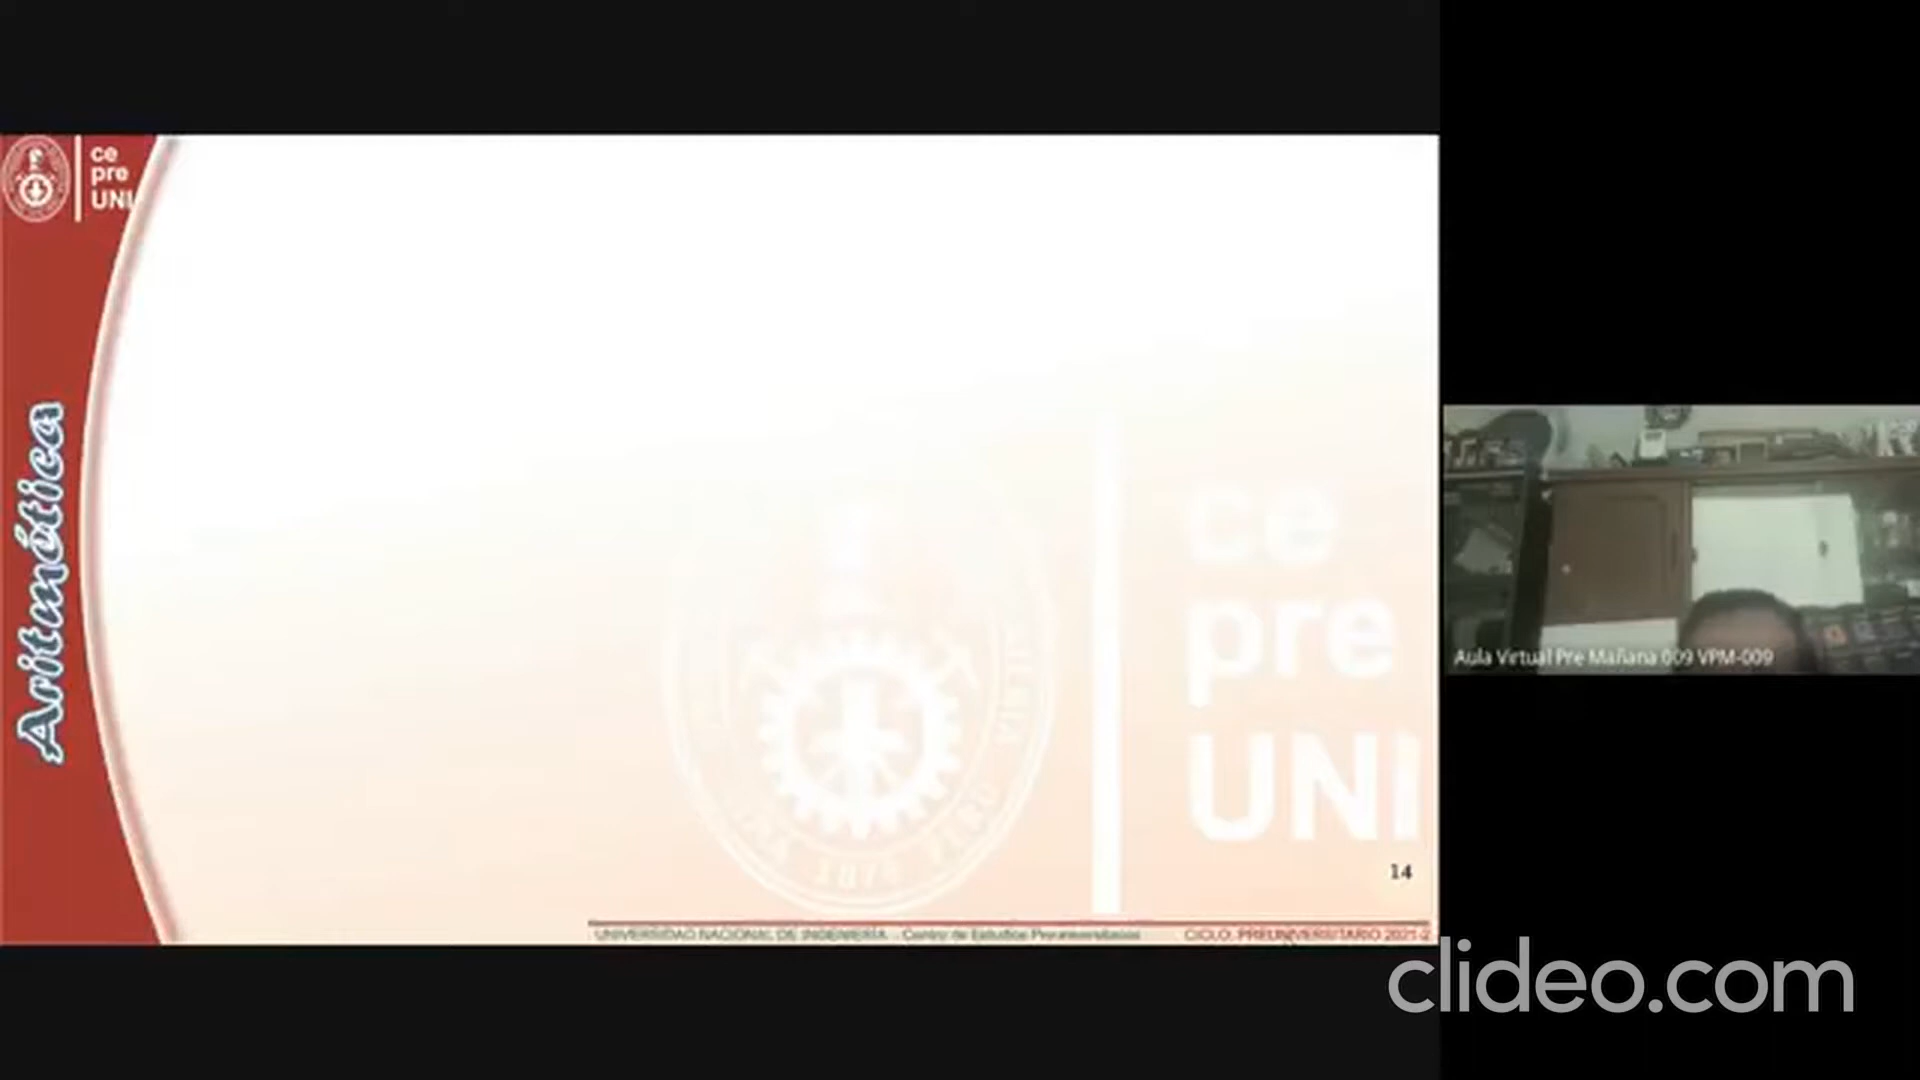 ce
pre
UNI
Aritmética
ce
pre
UNI
14
UNIVERSIDAD NACIONAL DE INGENIERÍA - Centro de Estudios Preuniversitarios
CICLO: PREUNIVERSITARIO 2021-2
Aula Virtual Pre Mañana 009 VPM-009
clideo.com